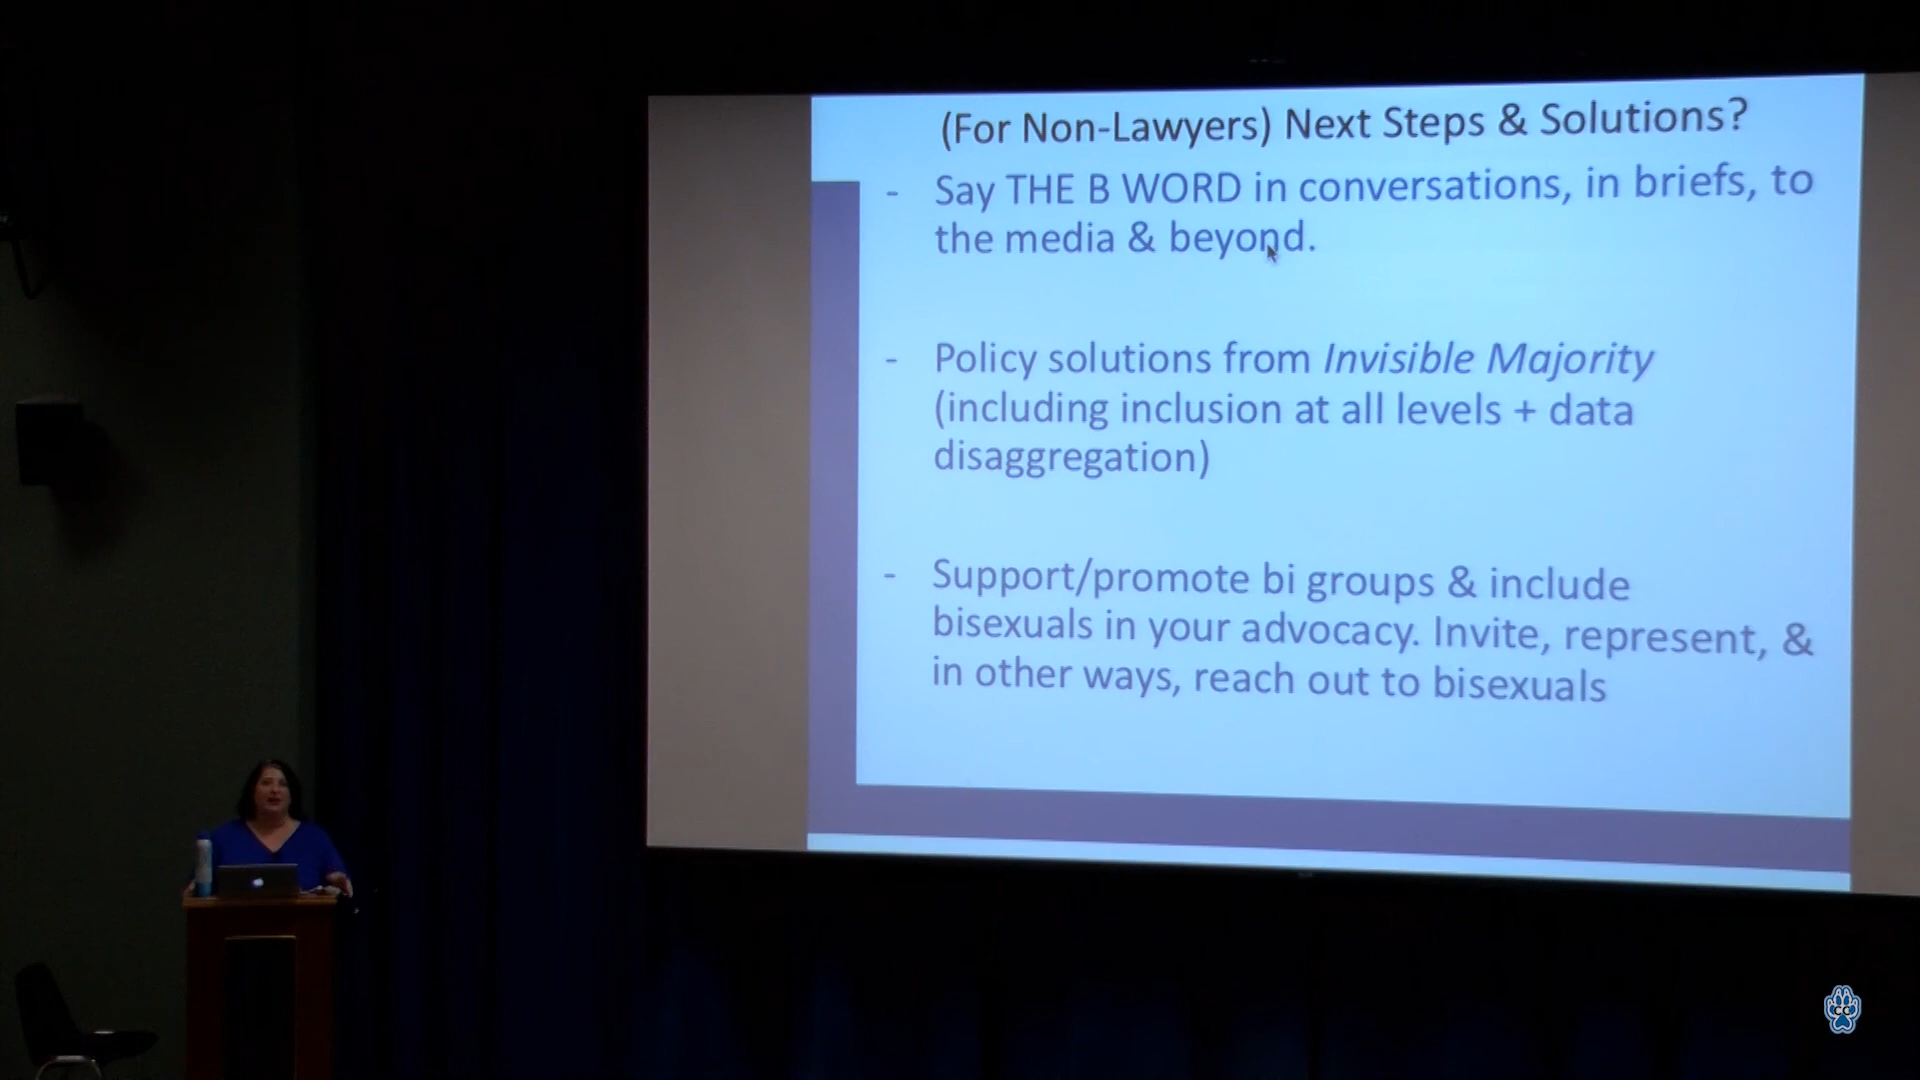 (For Non-Lawyers) Next Steps & Solutions?
- Say THE B WORD in conversations, in briefs, to
the media & beyond.
- Policy solutions from Invisible Majority
(including inclusion at all levels + data
disaggregation)
- Support/promote bi groups & include
bisexuals in your advocacy. Invite, represent, &
in other ways, reach out to bisexuals
CC